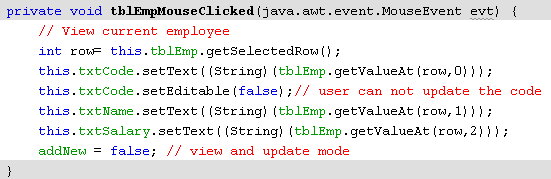 private void tblEmpMouseClicked(java.awt.event.MouseEvent evt) {
// View current employee
int row= this.tblEmp.getSelectedRow();
this.txtCode.setText((String)(tblEmp.getValueAt(row,0)));
this.txtCode.setEditable(false);// user can not update the code
this.txtName.setText((String)(tblEmp.getValueAt(row,1)));
this.txtSalary.setText((String)(tblEmp.getValueAt(row,2)));
addNew = false; // view and update mode
}